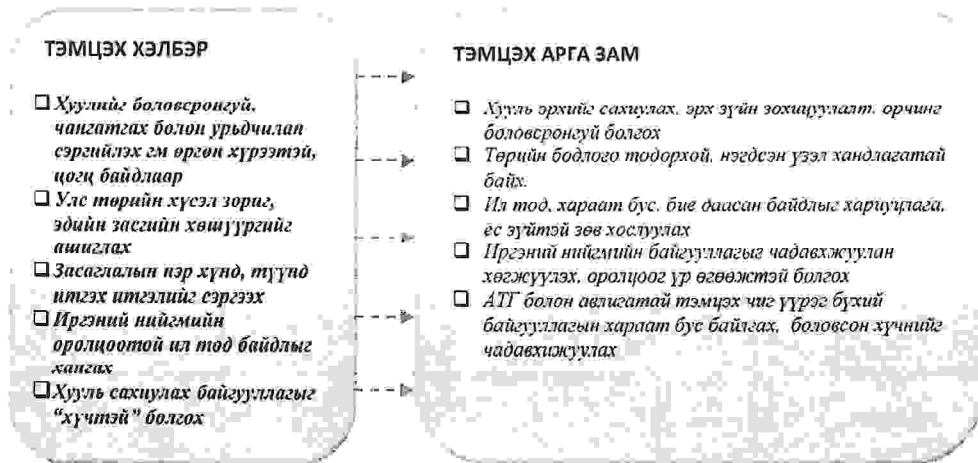 ТЭМЦЭХ ХЭЛБЭР
Хуулийг боловсронгуй,
чангатгах болон урьдчилан
сэргийлэх гм өргөн хүрээтэй,
цогц байдлаар
Улс төрийн хүсэл зориг,
эдийн засгийн хөшүүргийг
ашиглах
Засаглалын нэр хүнд, түүнд
итгэх итгэлийг сэргээх
Иргэний нийгмийн
оролцоотой ил тод байдлыг
хангах
Хууль сахиулах байгууллагыг
“хүчтэй” болгох
ТЭМЦЭХ АРГА ЗАМ
Хууль эрхийг сахиулах, эрх зүйн зохицуулалт, орчинг
боловсронгуй болгох
Төрийн бодлого тодорхой, нэгдсэн үзэл хандлагатай
байх.
Ил тод, хараат бус, бие даасан байдлыг хариуцлага,
ёс зүйтэй зөв хослуулах
Иргэний нийгмийн байгууллагыг чадавхжуулан
хөгжүүлэх, оролцоог үр өгөөжтэй болгох
АТГ болон авлигатай тэмцэх чиг үүрэг бүхий
байгууллагын хараат бус байлгах, боловсон хүчнийг
чадавхижуулах